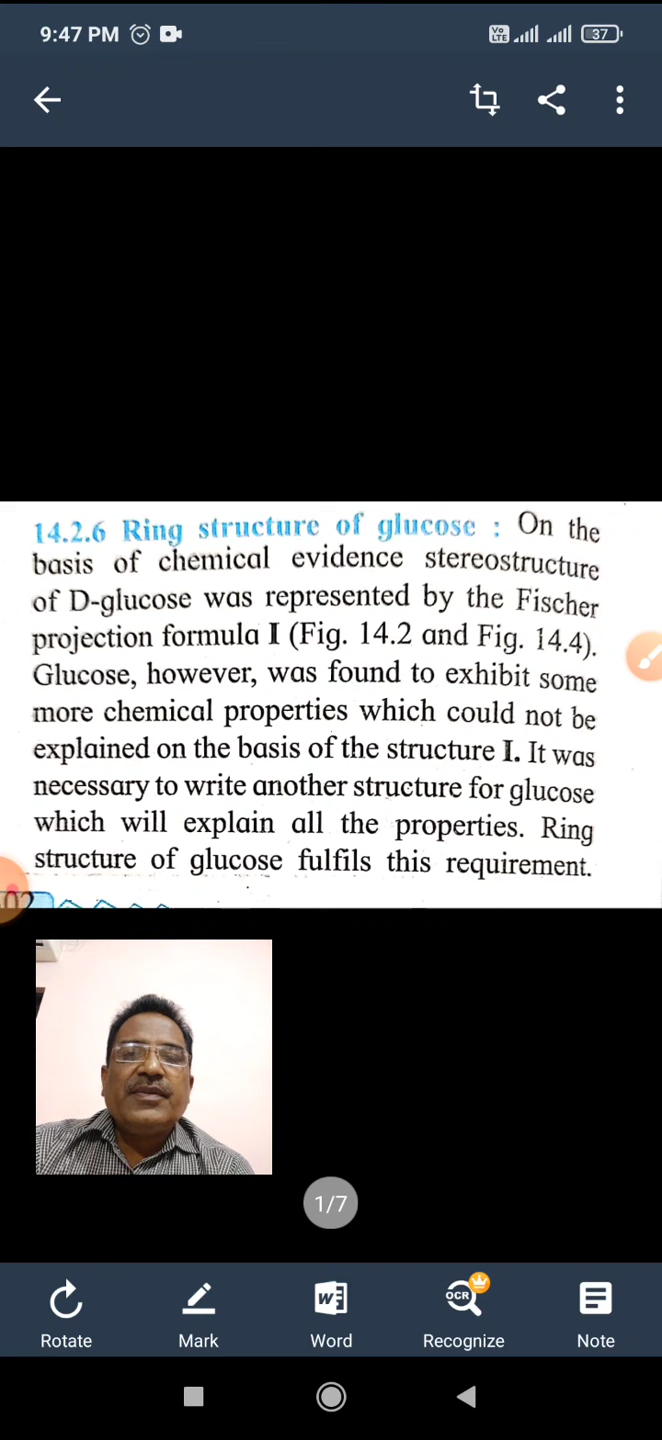 9:47 PM
Vo LTE
37
14.2.6 Ring structure of glucose : On the
basis of chemical evidence stereostructure
of D-glucose was represented by the Fischer
projection formula I (Fig. 14.2 and Fig. 14.4).
Glucose, however, was found to exhibit some
more chemical properties which could not be
explained on the basis of the structure I. It was
necessary to write another structure for glucose
which will explain all the properties. Ring
structure of glucose fulfils this requirement.
02
1/7
W
OCR
Rotate
Mark
Word
Recognize
Note